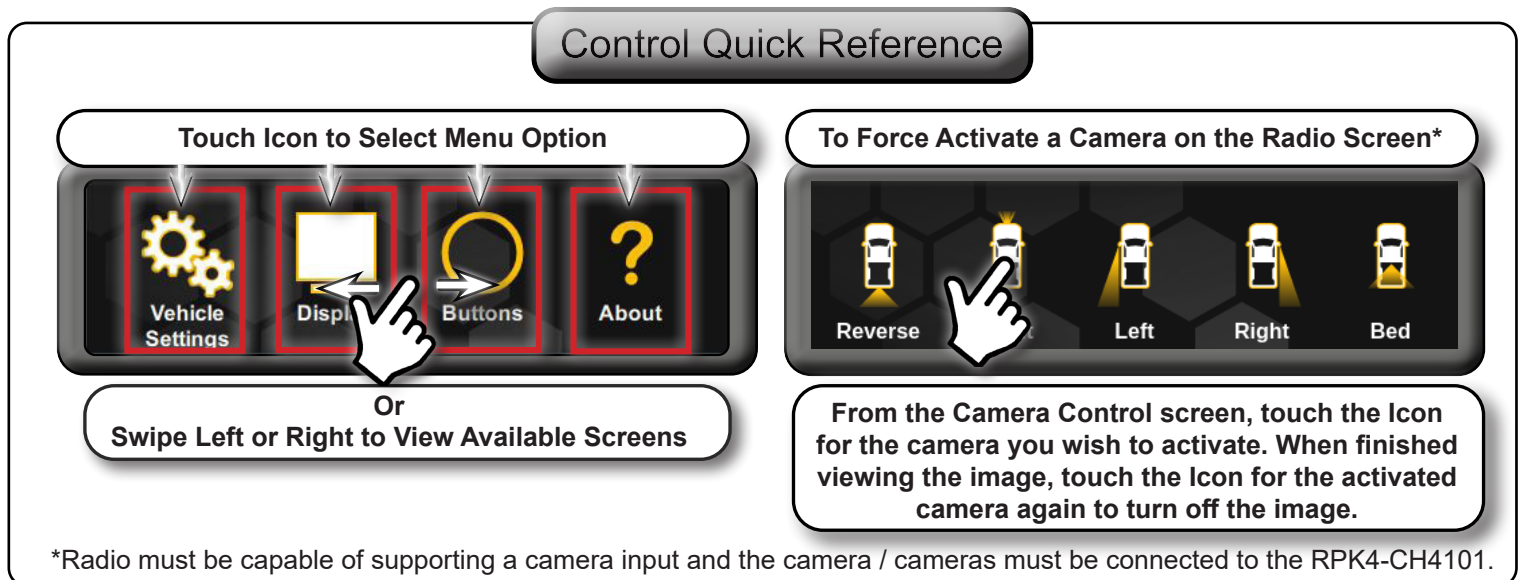 Control Quick Reference
Touch Icon to Select Menu Option
Vehicle
Settings
Buttons
About
Or
Swipe Left or Right to View Available Screens
To Force Activate a Camera on the Radio Screen*
Reverse
Left
Right
Bed
From the Camera Control screen, touch the Icon
for the camera you wish to activate. When finished
viewing the image, touch the Icon for the activated
camera again to turn off the image.
*Radio must be capable of supporting a camera input and the camera / cameras must be connected to the RPK4-CH4101.